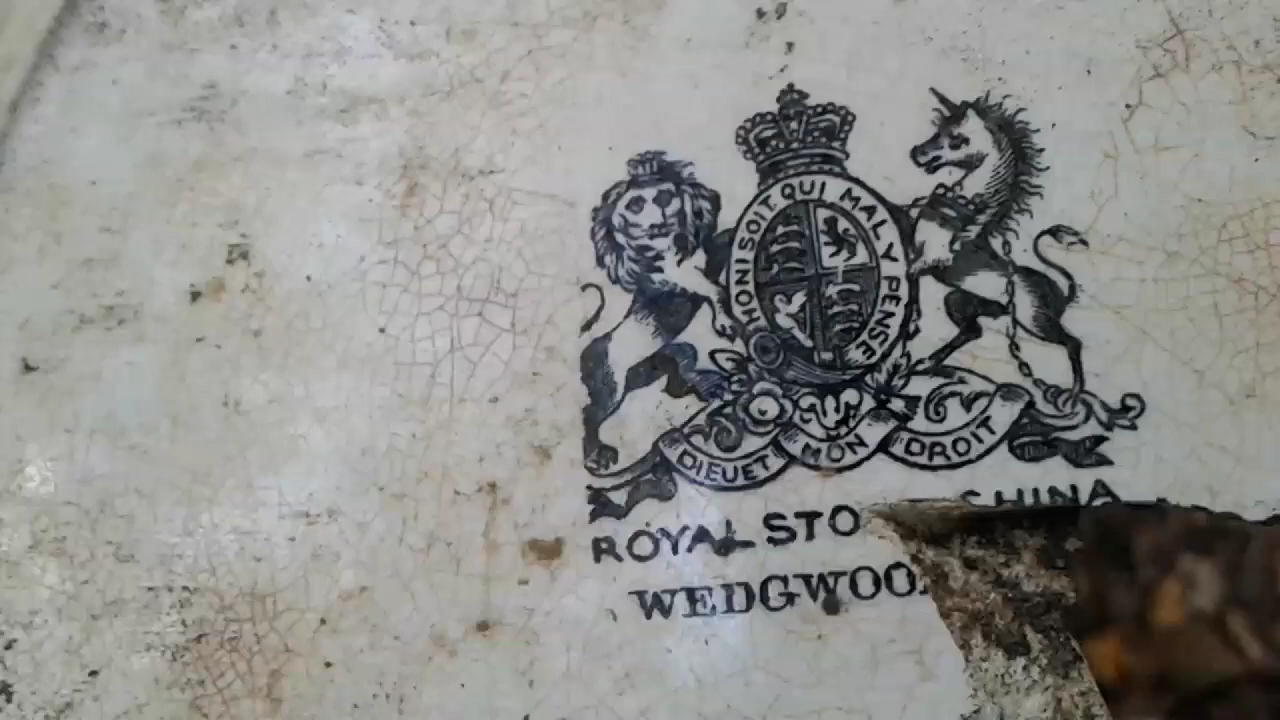 HONI SOIT QUI MAL Y PENSE
DIEU ET MON DROIT
ROYAL STO CHINA
WEDGWOO